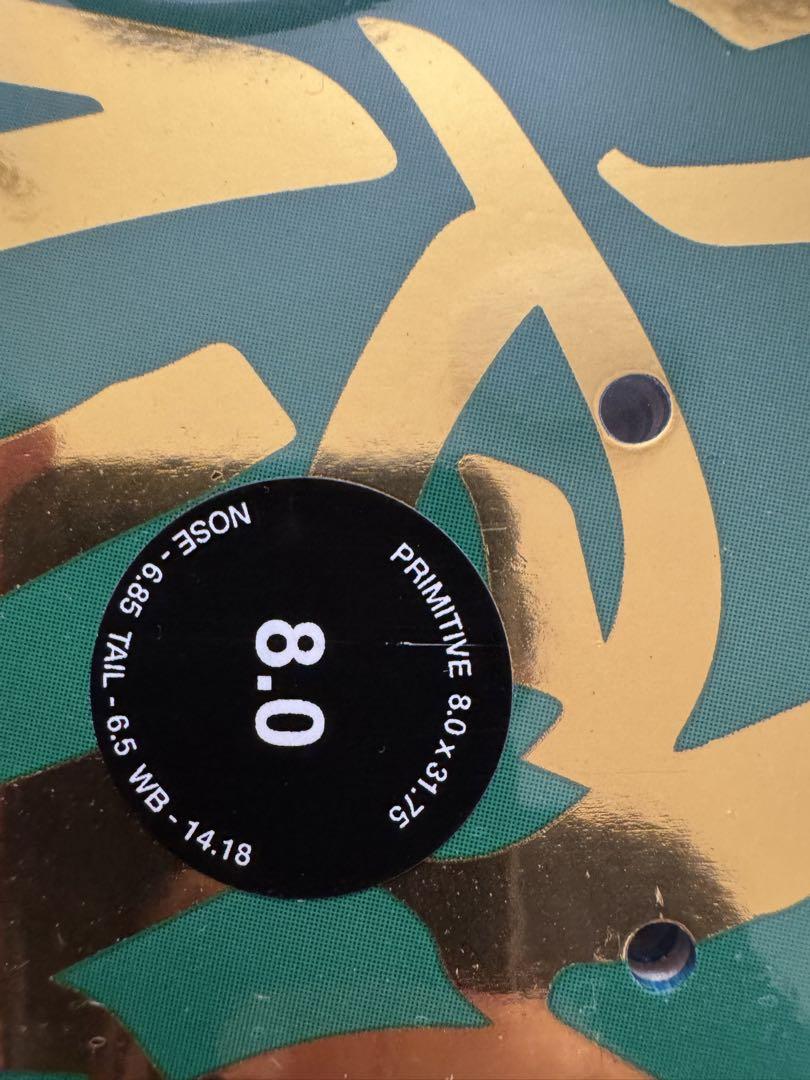 PRIMITIVE 8.0 x 31.75
8.0
NOSE - 6.85 TAIL - 6.5 WB - 14.18